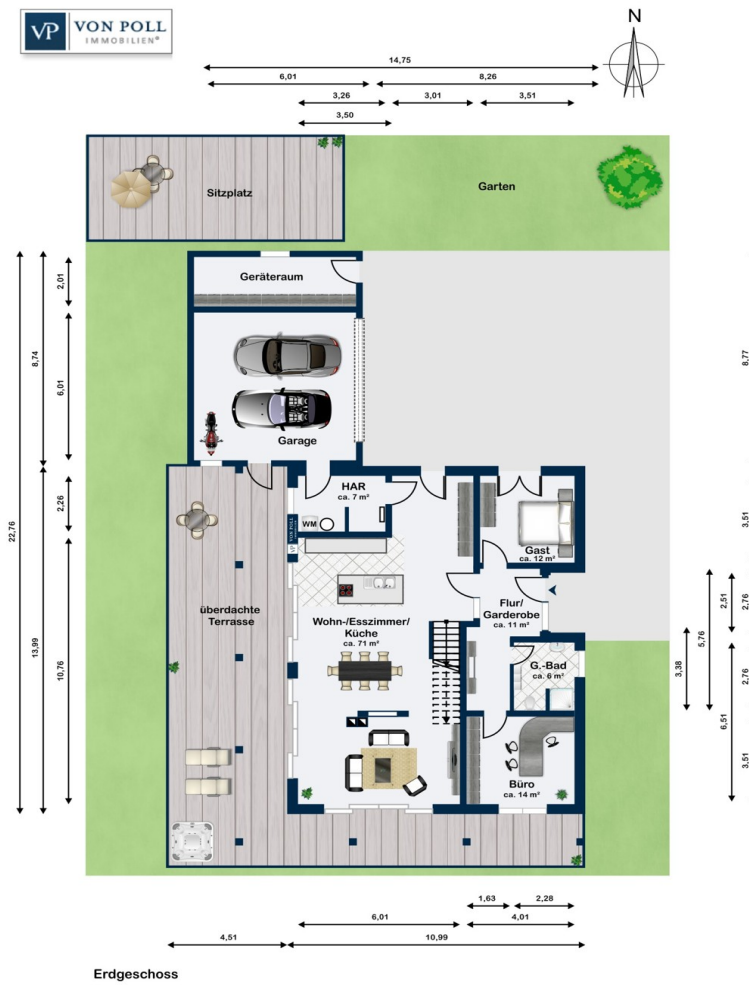 VP VON POLL
IMMOBILIEN®
N
14,75
6,01
8,26
3,26
3,01
3,51
3,50
Sitzplatz
Garten
Geräteraum
2,01
8,74
6,01
8,77
Garage
HAR
ca. 7 m²
WM
VP VON POLL
2,26
22,76
3,51
Gast
ca. 12 m²
überdachte
Terrasse
Wohn-/Esszimmer/
Küche
ca. 71 m²
Flur/
Garderobe
ca. 11 m²
2,51
2,76
5,76
13,99
10,76
3,38
G.-Bad
ca. 6 m²
2,76
6,51
3,51
Büro
ca. 14 m²
1,63
2,28
6,01
4,01
4,51
10,99
Erdgeschoss